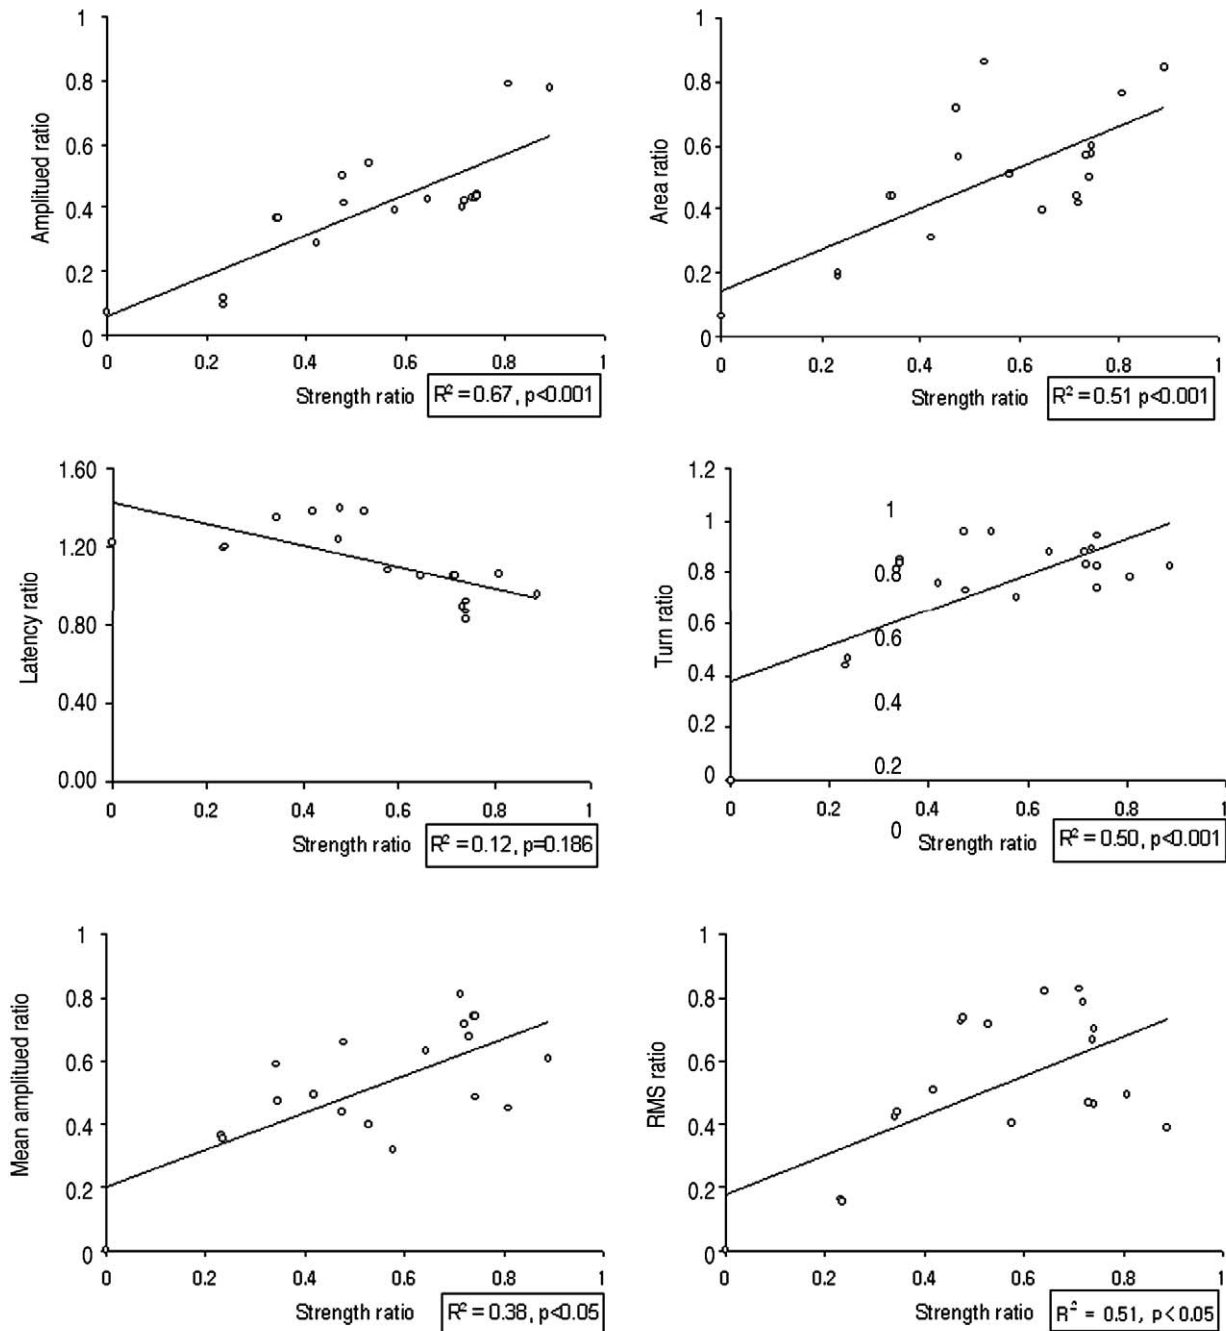 1
0.8
0.6
0.4
0.2
0
Amplitued ratio
0 0.2 0.4 0.6 0.8 1
Strength ratio
R² = 0.67, p<0.001
1
0.8
0.6
0.4
0.2
0
Area ratio
0 0.2 0.4 0.6 0.8 1
Strength ratio
R² = 0.51 p<0.001
1.60
1.20
0.80
0.40
0.00
Latency ratio
0 0.2 0.4 0.6 0.8 1
Strength ratio
R² = 0.12, p=0.186
1.2
1
0.8
0.6
0.4
0.2
0
Turn ratio
1
0.8
0.6
0.4
0.2
0
0 0.2 0.4 0.6 0.8 1
Strength ratio
R² = 0.50, p<0.001
1
0.8
0.6
0.4
0.2
0
Mean amplitued ratio
0 0.2 0.4 0.6 0.8 1
Strength ratio
R² = 0.38, p<0.05
1
0.8
0.6
0.4
0.2
0
RMS ratio
0 0.2 0.4 0.6 0.8 1
Strength ratio
R² = 0.51, p<0.05